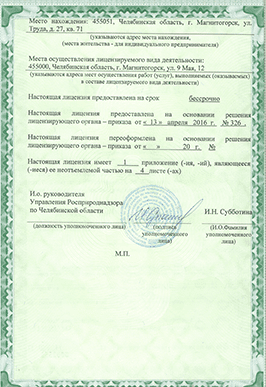 Место нахождения: 455051, Челябинская область, г. Магнитогорск, ул.
Труда, д.27, кв. 71
(указываются адрес места нахождения,
(места жительства - для индивидуального предпринимателя)
Места осуществления лицензируемого вида деятельности:
455000, Челябинская область, г. Магнитогорск, ул. 9 Мая, 12
(указываются адреса мест осуществления работ (услуг), выполняемых (оказываемых)
в составе лицензируемого вида деятельности)
Настоящая лицензия предоставлена на срок бессрочно
Настоящая лицензия предоставлена на основании решения
лицензирующего органа – приказа от « 13 » апреля 2016 г. № 326 .
Настоящая лицензия переоформлена на основании решения
лицензирующего органа – приказа от « » 20 г. №
Настоящая лицензия имеет 1 приложение (-ия, -ий), являющееся
(-иеся) ее неотъемлемой частью на 4 листе (-ах)
И.о. руководителя
Управления Росприроднадзора
по Челябинской области
И.Н. Субботина
(должность уполномоченного лица)
(подпись
уполномоченного
лица)
(И.О.Фамилия
уполномоченного
лица)
М.П.